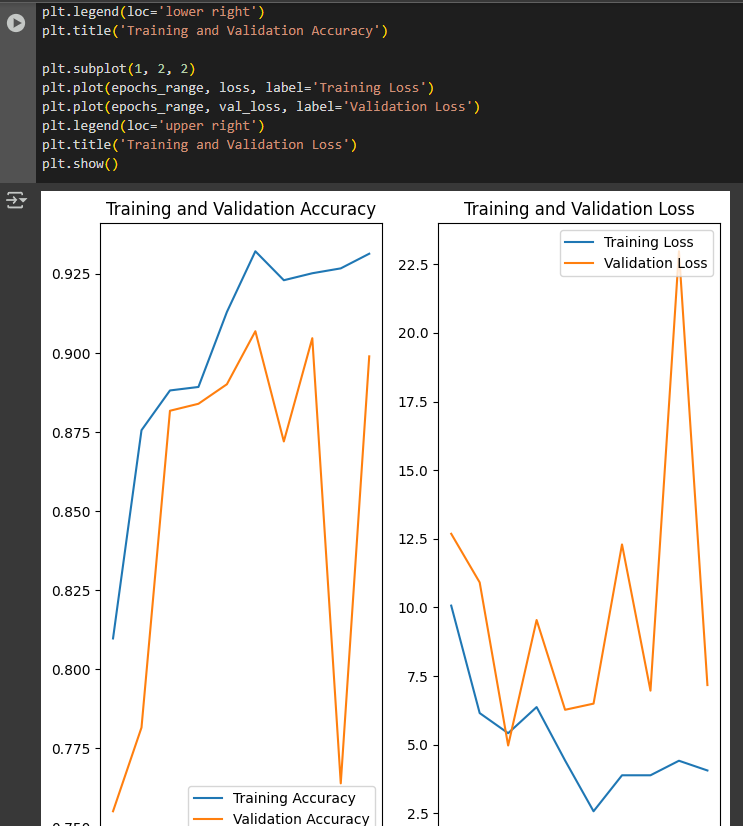 plt.legend(loc='lower right')
plt.title('Training and Validation Accuracy')
plt.subplot(1, 2, 2)
plt.plot(epochs_range, loss, label='Training Loss')
plt.plot(epochs_range, val_loss, label='Validation Loss')
plt.legend(loc='upper right')
plt.title('Training and Validation Loss')
plt.show()
Training and Validation Accuracy
0.925
0.900
0.875
0.850
0.825
0.800
0.775
0.750
Training Accuracy
Validation Accuracy
Training and Validation Loss
Training Loss
Validation Loss
22.5
20.0
17.5
15.0
12.5
10.0
7.5
5.0
2.5